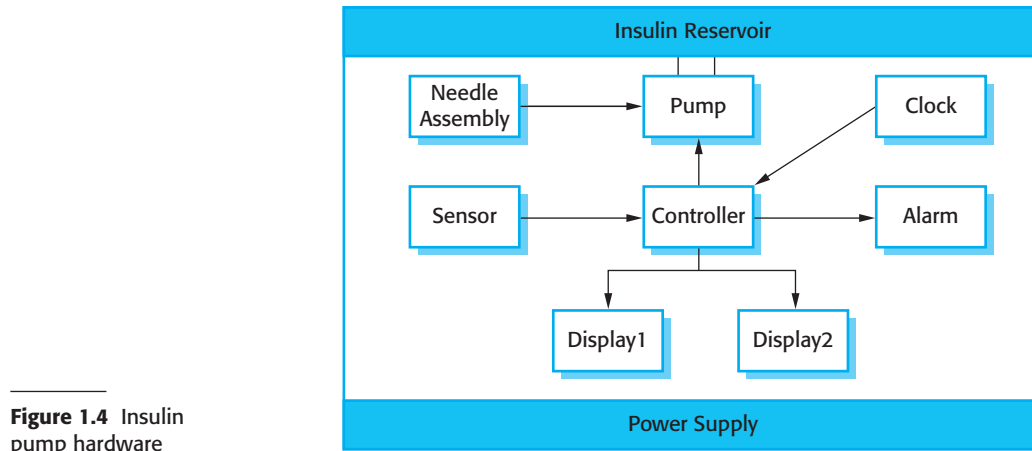 Insulin Reservoir
Needle
Assembly
Pump
Clock
Sensor
Controller
Alarm
Display1
Display2
Power Supply
Figure 1.4 Insulin
pump hardware